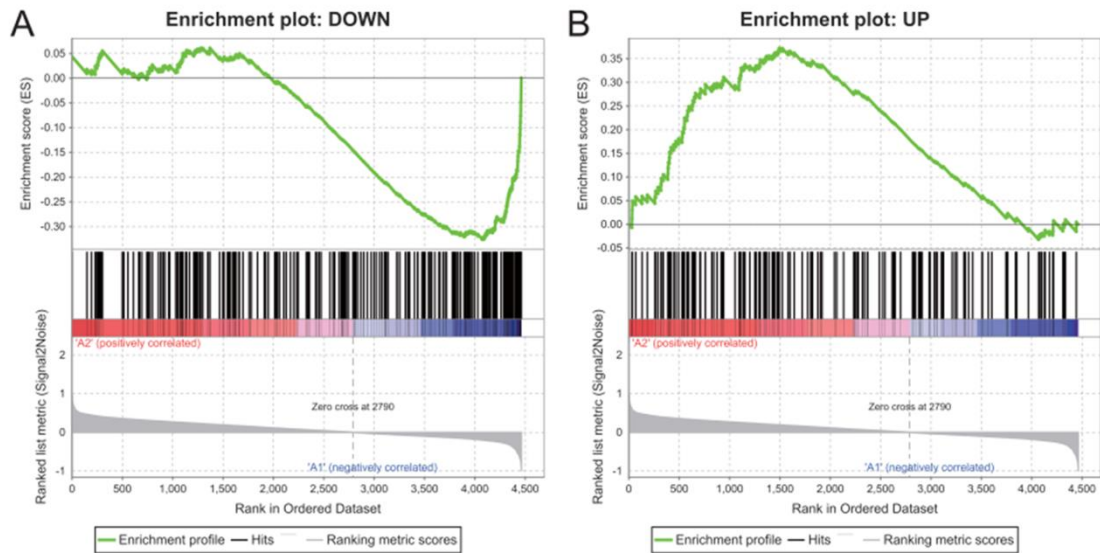 A
Enrichment plot: DOWN
Enrichment score (ES)
0.05
0.00
-0.05
-0.10
-0.15
-0.20
-0.25
-0.30
'A2' (positively correlated)
Ranked list metric (Signal2Noise)
2
1
0
-1
Zero cross at 2790
'A1' (negatively correlated)
0 500 1,000 1,500 2,000 2,500 3,000 3,500 4,000 4,500
Rank in Ordered Dataset
Enrichment profile Hits Ranking metric scores
B
Enrichment plot: UP
Enrichment score (ES)
0.35
0.30
0.25
0.20
0.15
0.10
0.05
0.00
-0.05
'A2' (positively correlated)
Ranked list metric (Signal2Noise)
2
1
0
-1
Zero cross at 2790
'A1' (negatively correlated)
0 500 1,000 1,500 2,000 2,500 3,000 3,500 4,000 4,500
Rank in Ordered Dataset
Enrichment profile Hits Ranking metric scores